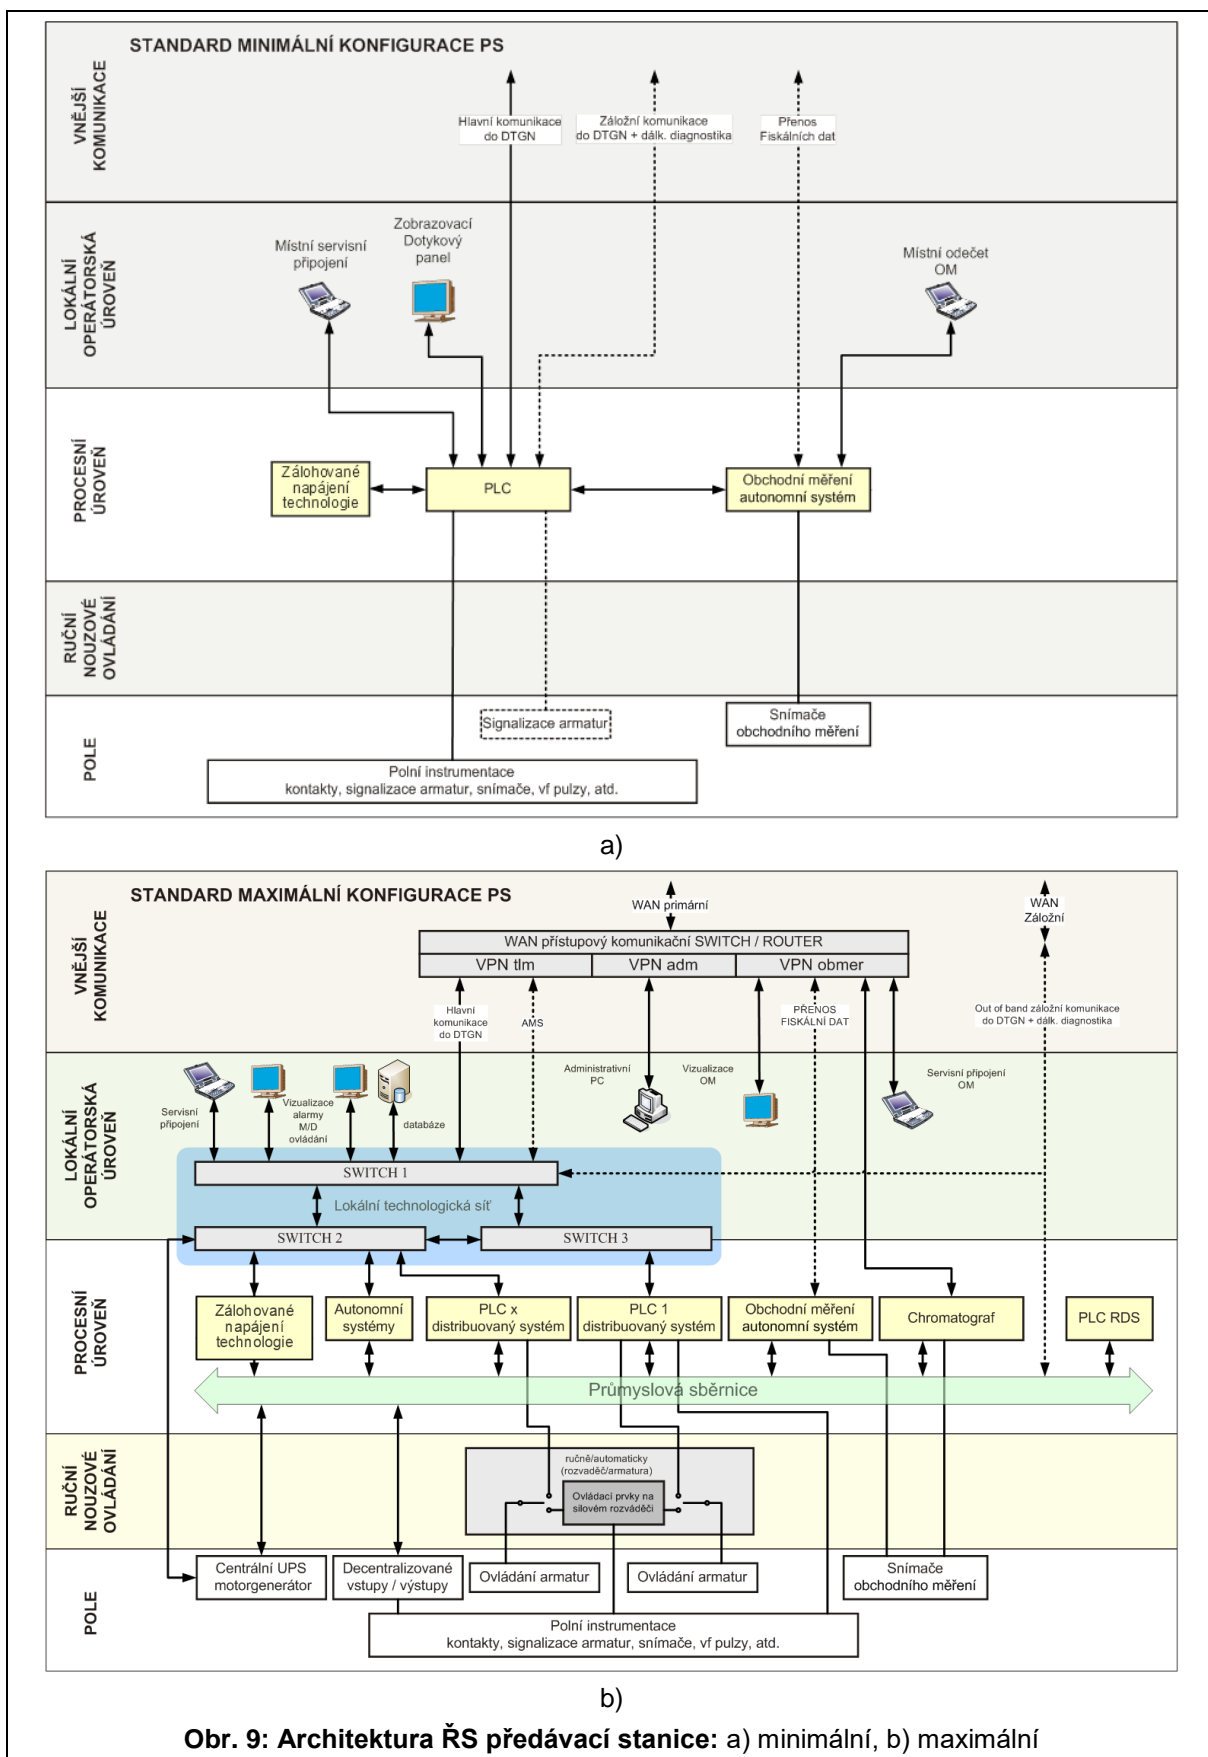 STANDARD MINIMÁLNÍ KONFIGURACE PS
VNĚJŠÍ
KOMUNIKACE
Hlavní komunikace
do DTGN
Záložní komunikace
do DTGN + dálk. diagnostika
Přenos
Fiskálních dat
LOKÁLNÍ
OPERÁTORSKÁ
ÚROVEŇ
Místní servisní
připojení
Zobrazovací
Dotykový
panel
Místní odečet
OM
PROCESNÍ
ÚROVEŇ
Zálohované
napájení
technologie
PLC
Obchodní měření
autonomní systém
RUČNÍ
NOUZOVÉ
OVLÁDÁNÍ
POLE
Signalizace armatur
Snímače
obchodního měření
Polní instrumentace
kontakty, signalizace armatur, snímače, vf pulzy, atd.
a)
STANDARD MAXIMÁLNÍ KONFIGURACE PS
VNĚJŠÍ
KOMUNIKACE
WAN primární
WAN
Záložní
WAN přístupový komunikační SWITCH / ROUTER
VPN tlm
VPN adm
VPN obmer
Hlavní
komunikace
do DTGN
AMS
PŘENOS
FISKÁLNÍ DAT
Out of band záložní komunikace
do DTGN + dálk. diagnostika
LOKÁLNÍ
OPERÁTORSKÁ
ÚROVEŇ
Servisní
připojení
Vizualizace
alarmy
M/D
ovládání
databáze
Administrativní
PC
Vizualizace
OM
Servisní připojení
OM
SWITCH 1
Lokální technologická síť
SWITCH 2
SWITCH 3
PROCESNÍ
ÚROVEŇ
Zálohované
napájení
technologie
Autonomní
systémy
PLC x
distribuovaný systém
PLC 1
distribuovaný systém
Obchodní měření
autonomní systém
Chromatograf
PLC RDS
Průmyslová sběrnice
RUČNÍ
NOUZOVÉ
OVLÁDÁNÍ
ručně/automaticky
(rozvaděč/armatura)
Ovládací prvky na
silovém rozváděči
POLE
Centrální UPS
motorgenerátor
Decentralizované
vstupy / výstupy
Ovládání armatur
Ovládání armatur
Snímače
obchodního měření
Polní instrumentace
kontakty, signalizace armatur, snímače, vf pulzy, atd.
b)
Obr. 9: Architektura ŘS předávací stanice: a) minimální, b) maximální